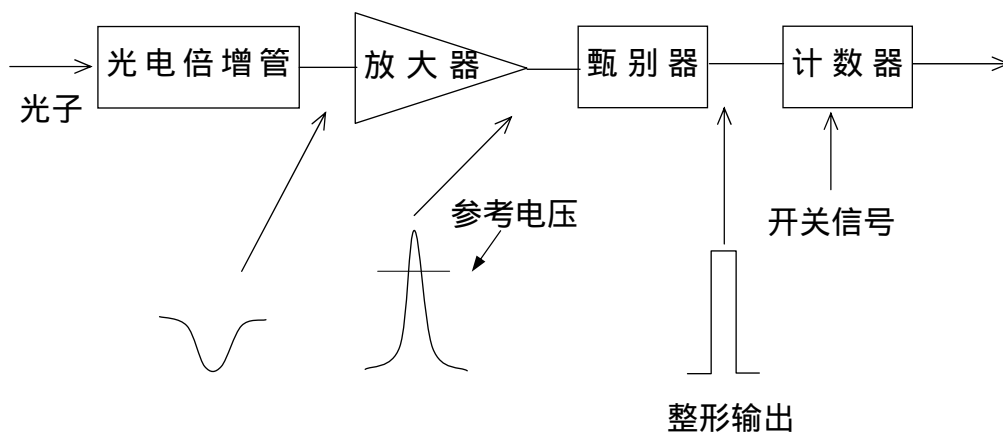 光电倍增管
放大器
甄别器
计数器
光子
参考电压
开关信号
整形输出